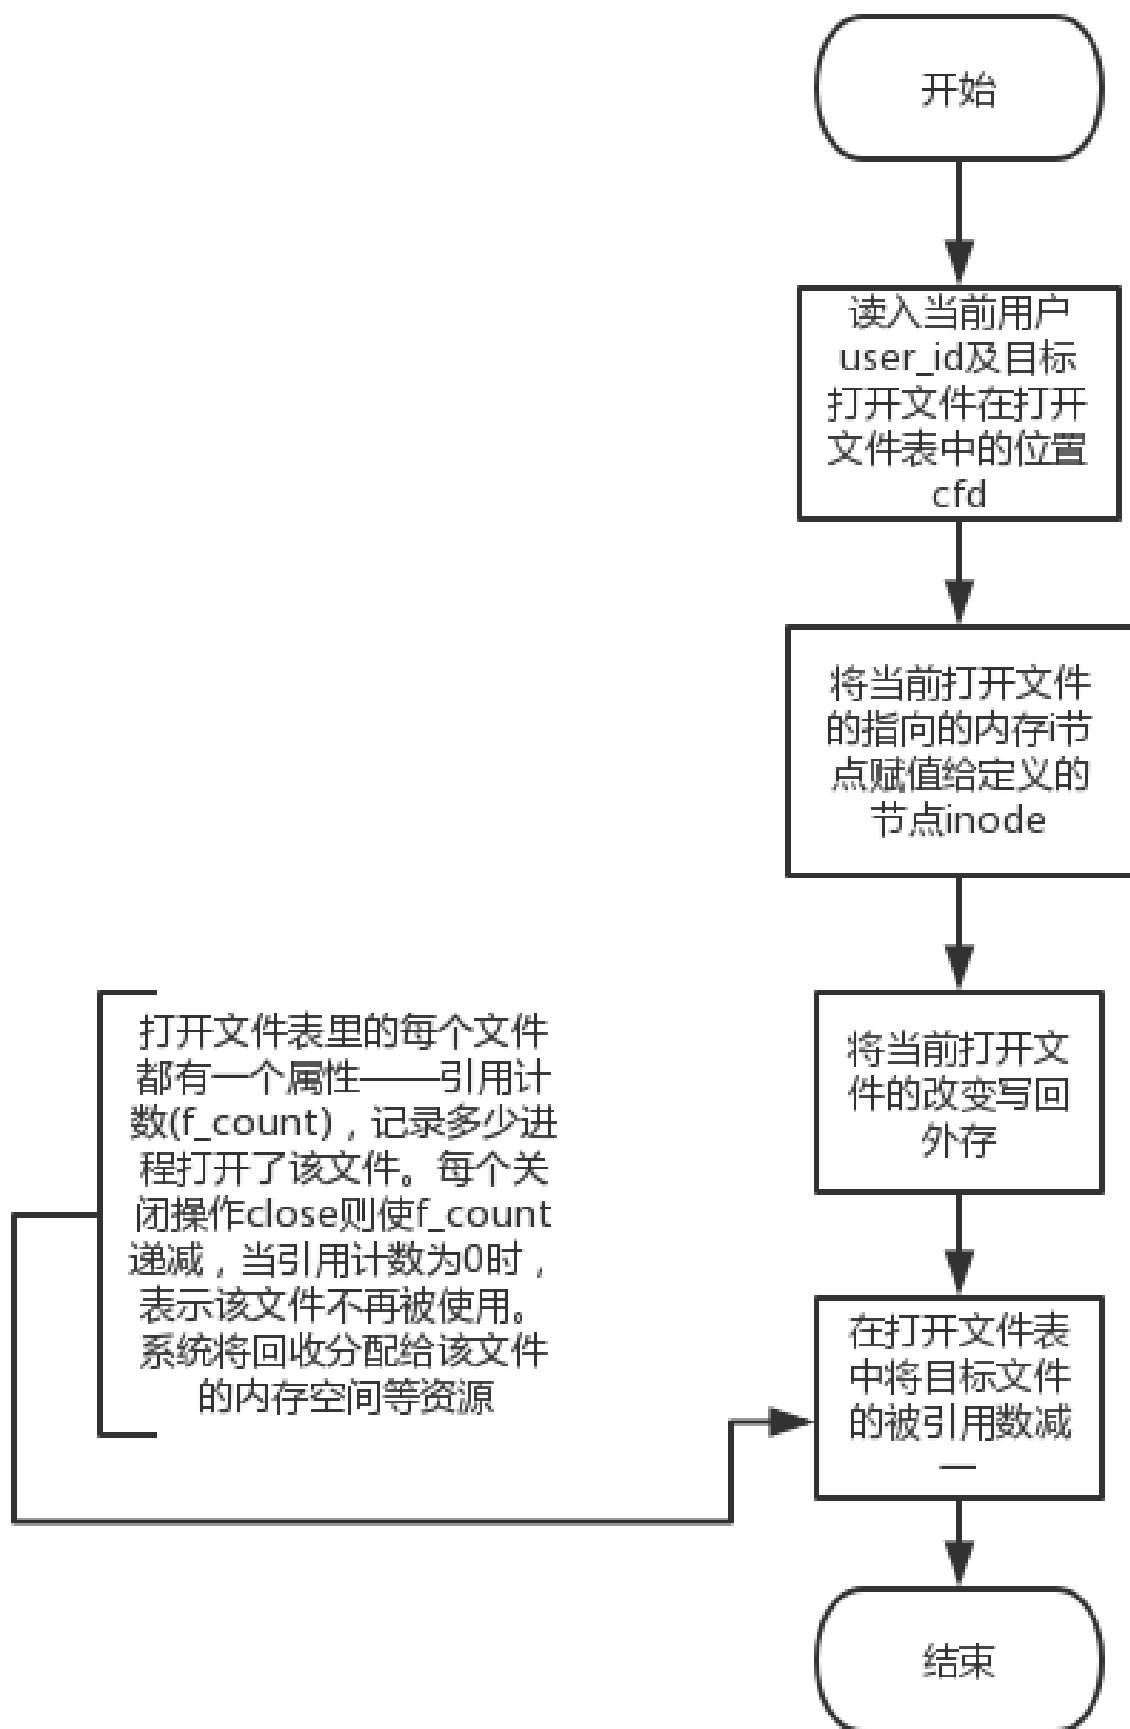 开始
读入当前用户
user_id及目标
打开文件在打开
文件表中的位置
cfd
将当前打开文件
的指向的内存i节
点赋值给定义的
节点inode
将当前打开文
件的改变写回
外存
打开文件表里的每个文件
都有一个属性——引用计
数(f_count)，记录多少进
程打开了该文件。每个关
闭操作close则使f_count
递减，当引用计数为0时，
表示该文件不再被使用。
系统将回收分配给该文件
的内存空间等资源
在打开文件表
中将目标文件
的被引用数减
一
结束